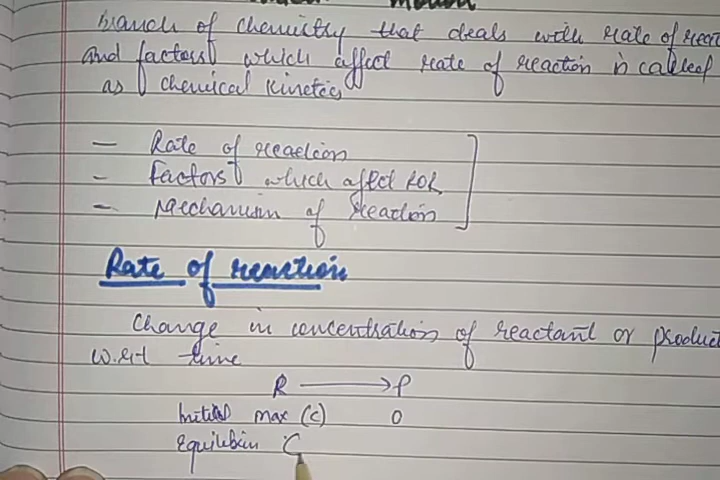 branch of chemistry that deals with rate of
and factors which affect rate of reaction is called
as chemical kinetics
– Rate of reaction
– factors which affect ROR
– Mechanism of reaction
Rate of reaction
Change in concentration of reactant or product
w.r.t time
R ⟶ P
Initial max (C) 0
C